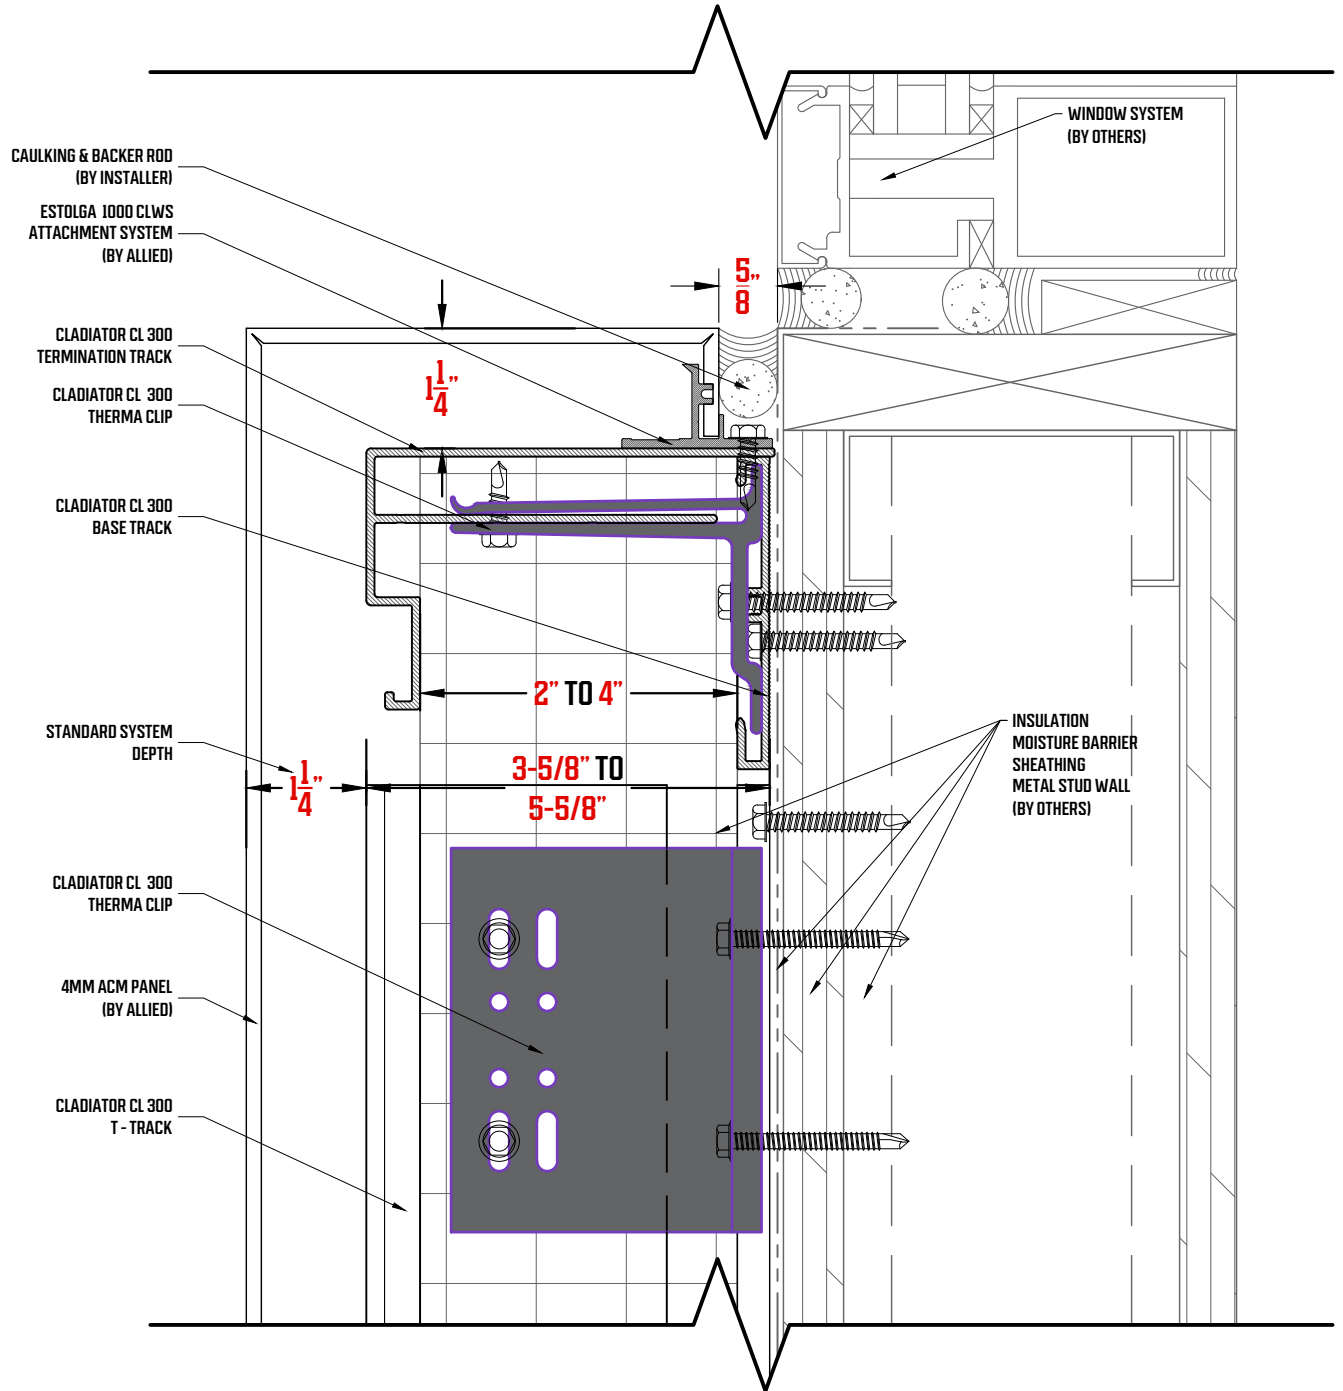 WINDOW SYSTEM
(BY OTHERS)
CAULKING & BACKER ROD
(BY INSTALLER)
ESTOLGA 1000 CLWS
ATTACHMENT SYSTEM
(BY ALLIED)
5/8"
CLADIATOR CL 300
TERMINATION TRACK
1 1/4"
CLADIATOR CL 300
THERMA CLIP
CLADIATOR CL 300
BASE TRACK
2" TO 4"
INSULATION
MOISTURE BARRIER
SHEATHING
METAL STUD WALL
(BY OTHERS)
STANDARD SYSTEM
DEPTH
1 1/4"
3-5/8" TO
5-5/8"
CLADIATOR CL 300
THERMA CLIP
4MM ACM PANEL
(BY ALLIED)
CLADIATOR CL 300
T - TRACK